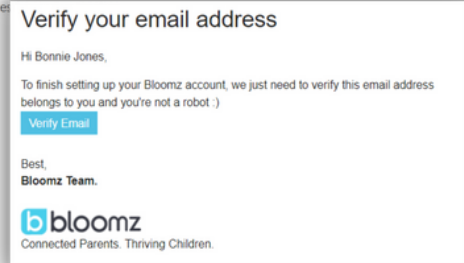 Verify your email address
Hi Bonnie Jones,
To finish setting up your Bloomz account, we just need to verify this email address
belongs to you and you're not a robot :)
Verify Email
Best,
Bloomz Team.
bloomz
Connected Parents. Thriving Children.